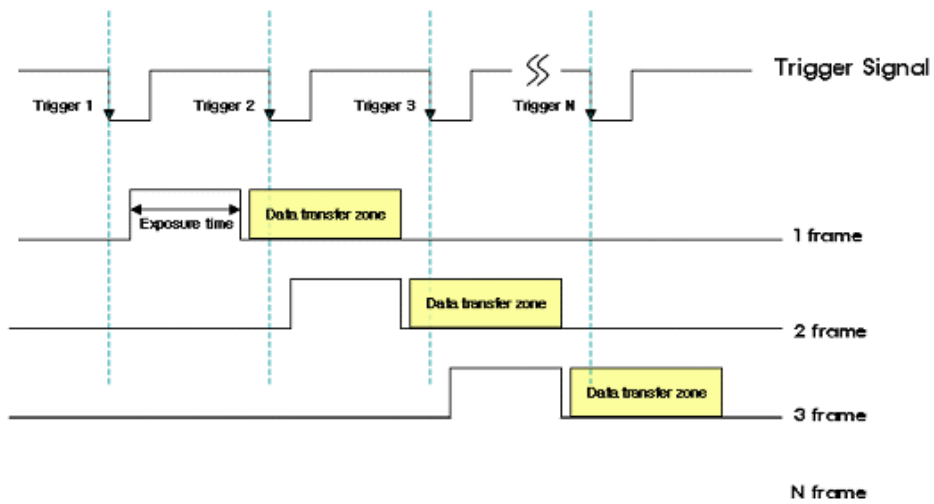 Trigger Signal
Trigger 1
Trigger 2
Trigger 3
Trigger N
Exposure time
Data transfer zone
1 frame
Data transfer zone
2 frame
Data transfer zone
3 frame
N frame